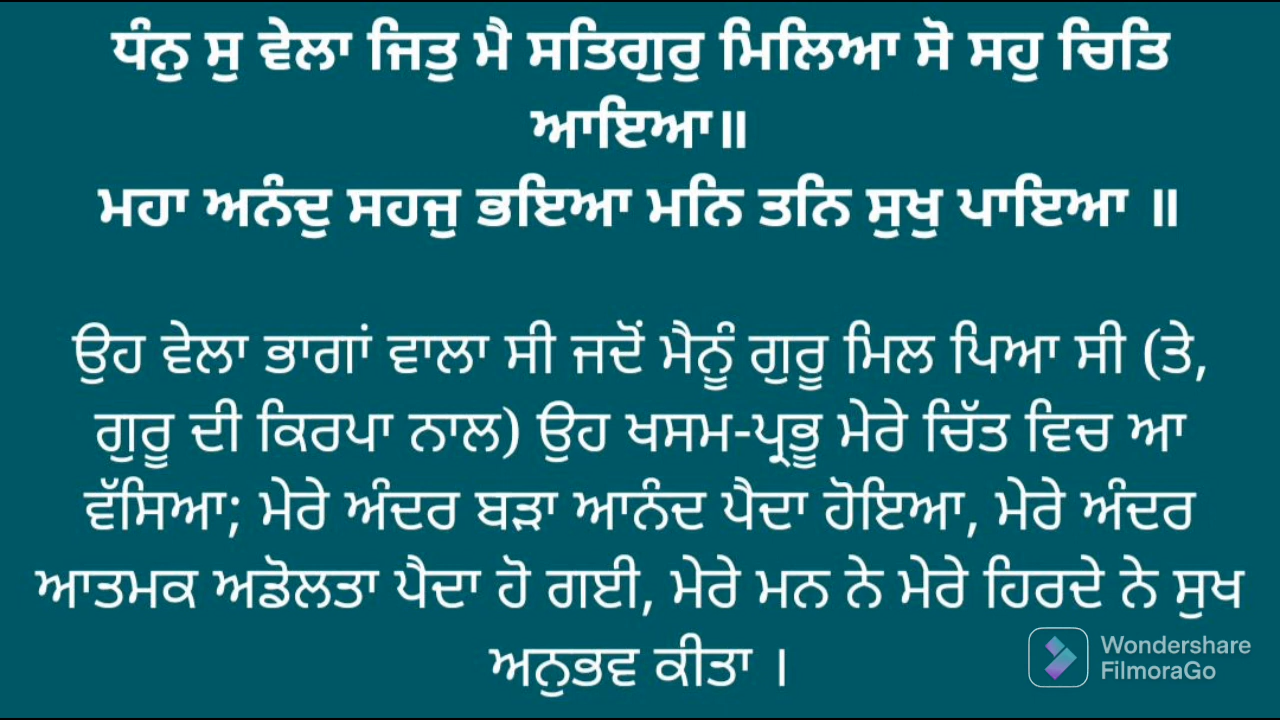 ਧੰਨੁ ਸੁ ਵੇਲਾ ਜਿਤੁ ਮੈ ਸਤਿਗੁਰੁ ਮਿਲਿਆ ਸੋ ਸਹੁ ਚਿਤਿ
ਆਇਆ॥
ਮਹਾ ਅਨੰਦੁ ਸਹਜੁ ਭਇਆ ਮਨਿ ਤਨਿ ਸੁਖੁ ਪਾਇਆ ॥
ਉਹ ਵੇਲਾ ਭਾਗਾਂ ਵਾਲਾ ਸੀ ਜਦੋਂ ਮੈਨੂੰ ਗੁਰੂ ਮਿਲ ਪਿਆ ਸੀ (ਤੇ,
ਗੁਰੂ ਦੀ ਕਿਰਪਾ ਨਾਲ) ਉਹ ਖਸਮ-ਪ੍ਰਭੂ ਮੇਰੇ ਚਿੱਤ ਵਿਚ ਆ
ਵੱਸਿਆ; ਮੇਰੇ ਅੰਦਰ ਬੜਾ ਆਨੰਦ ਪੈਦਾ ਹੋਇਆ, ਮੇਰੇ ਅੰਦਰ
ਆਤਮਕ ਅਡੋਲਤਾ ਪੈਦਾ ਹੋ ਗਈ, ਮੇਰੇ ਮਨ ਨੇ ਮੇਰੇ ਹਿਰਦੇ ਨੇ ਸੁਖ
ਅਨੁਭਵ ਕੀਤਾ ।
Wondershare
FilmoraGo